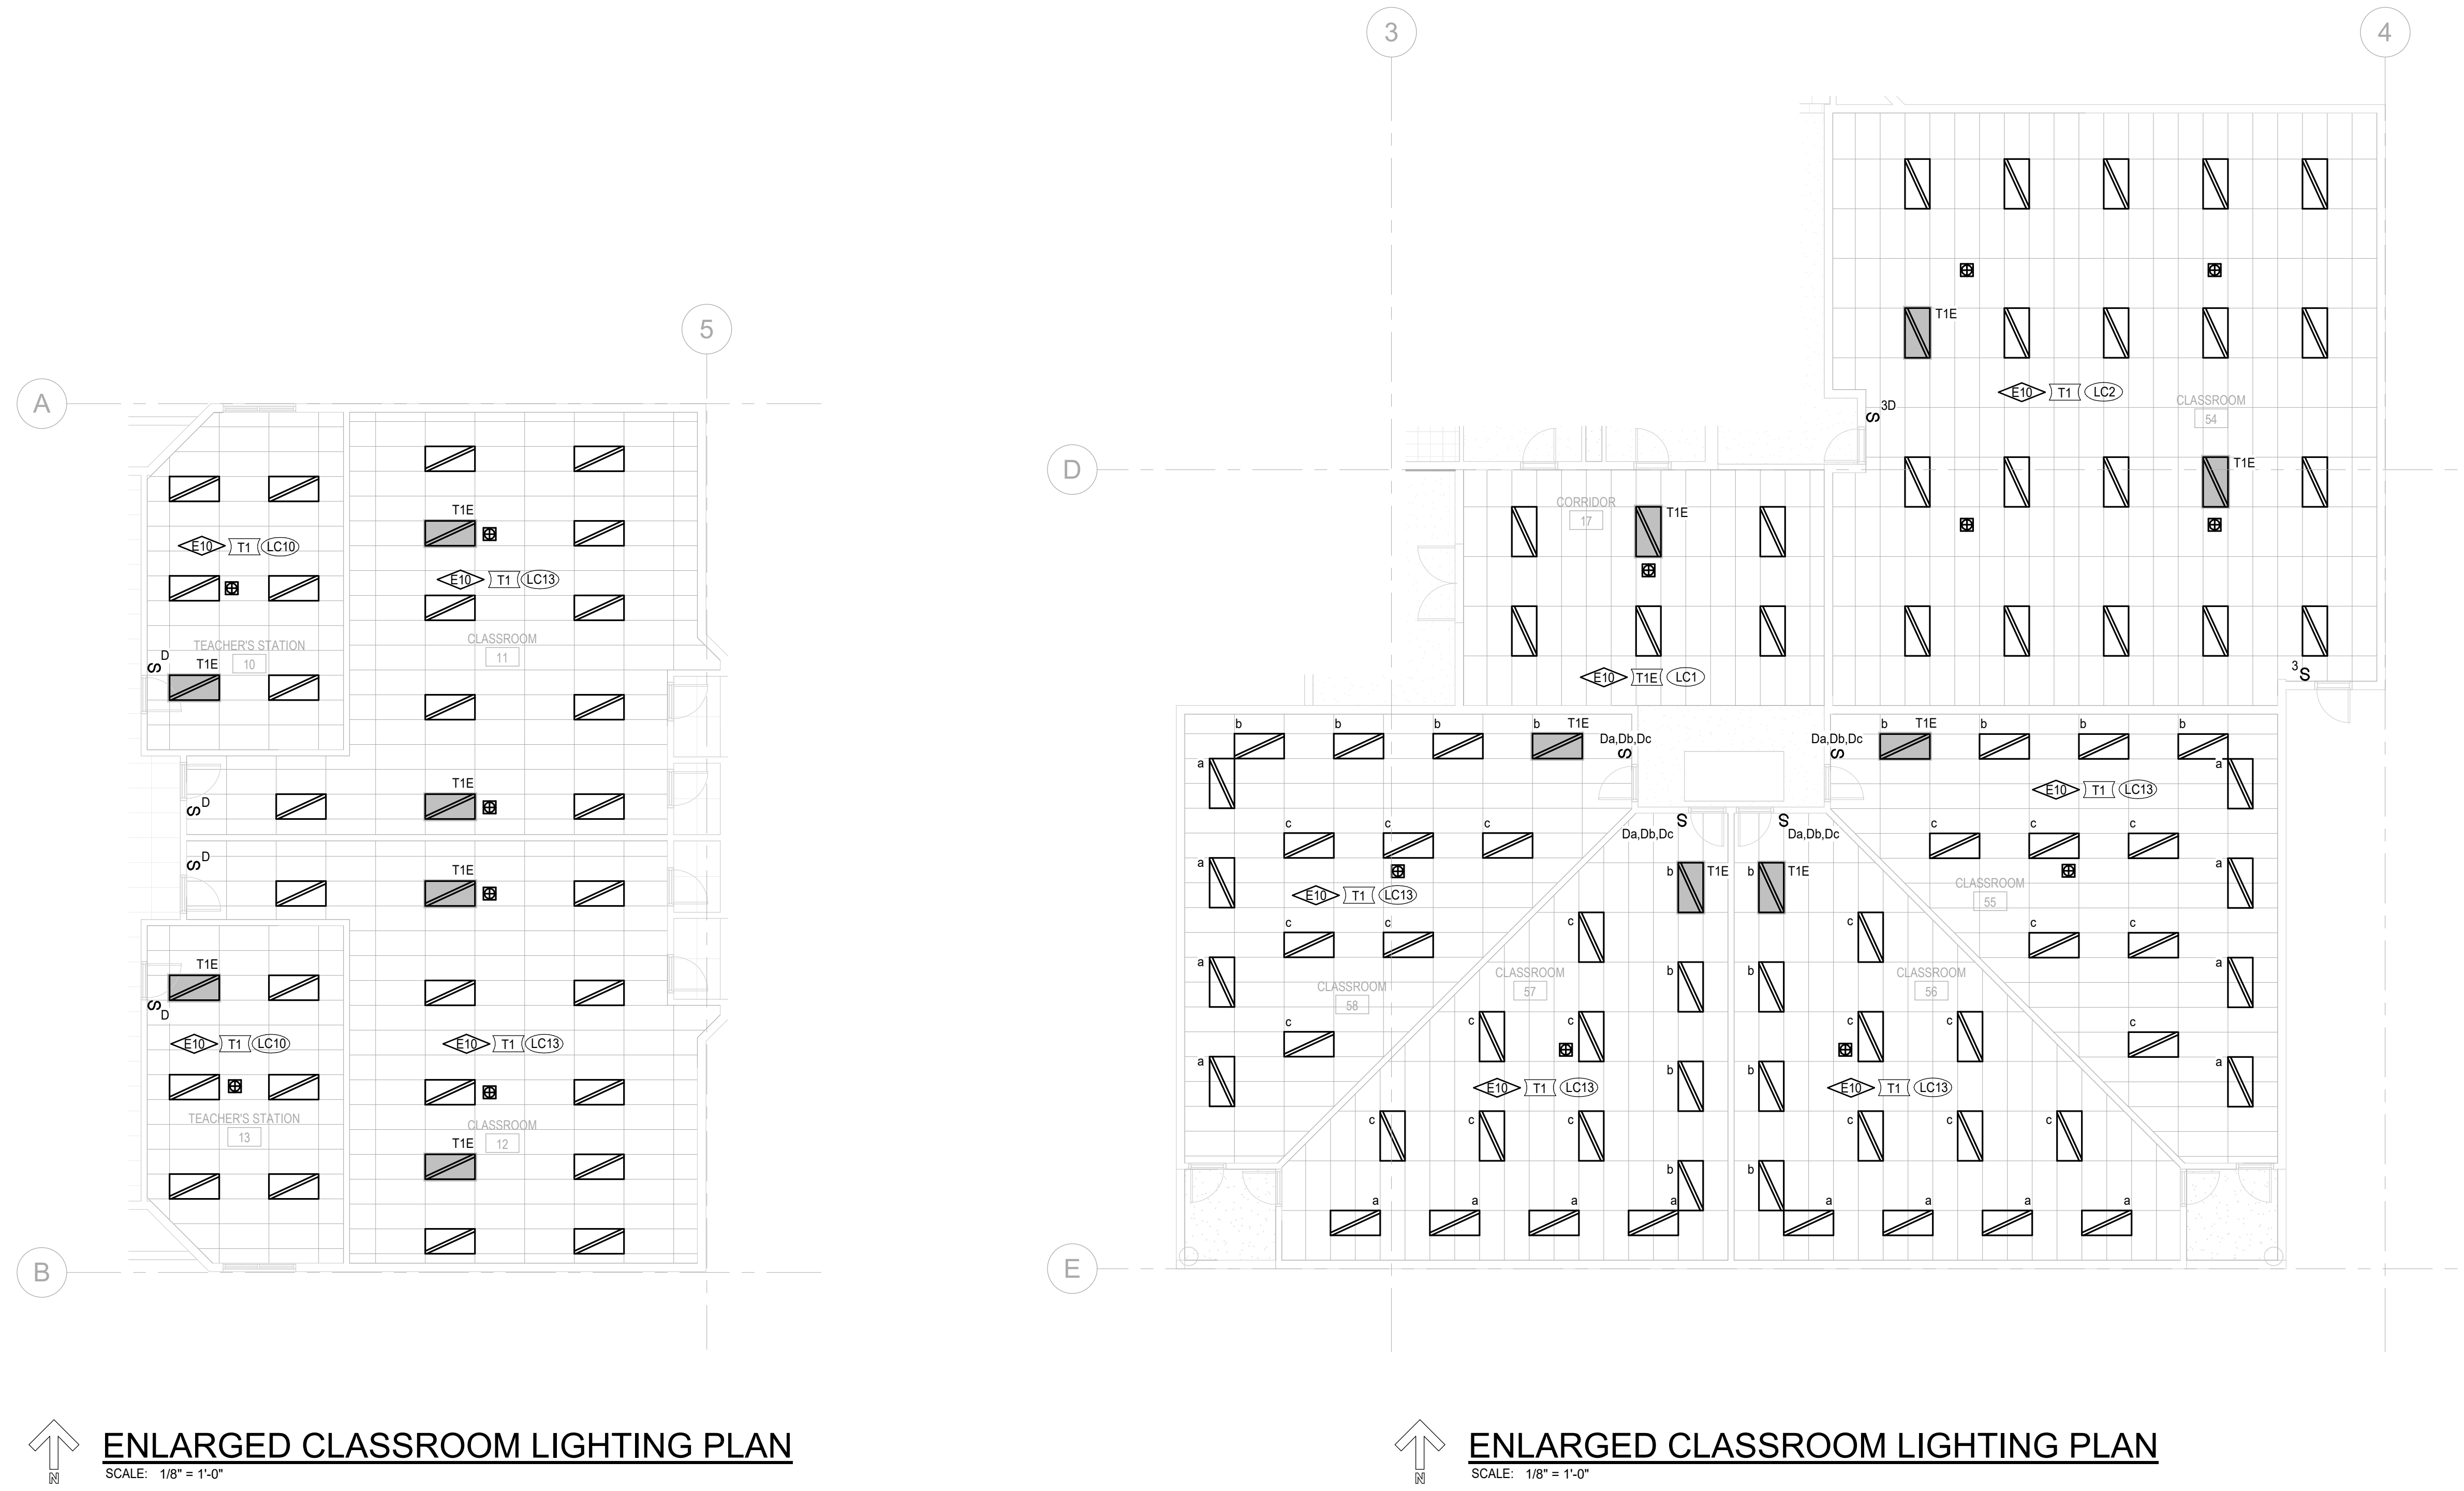 3
4
5
A
B
D
E
T1E
T1E
E10 T1 LC10
E10 T1 LC13
TEACHER'S STATION
10
CLASSROOM
11
D
S
T1E
T1E
D
S
D
S
T1E
T1E
S
D
E10 T1 LC10
E10 T1 LC13
TEACHER'S STATION
13
CLASSROOM
12
T1E
T1E
E10 T1 LC2
CLASSROOM
54
3D
S
T1E
3
S
CORRIDOR
17
T1E
E10 T1E LC1
b b b b T1E
Da,Db,Dc
S
a
c c c
a
E10 T1 LC13
c c
a
CLASSROOM
58
c
a
b T1E b b b
Da,Db,Dc
S
a
E10 T1 LC13
c c c
a
CLASSROOM
55
c c
a
c
a
S
Da,Db,Dc
b T1E
c
CLASSROOM
57
b
c c
E10 T1 LC13
b
c c c
b
a a a a
S
Da,Db,Dc
b T1E
c
CLASSROOM
56
b
c c
E10 T1 LC13
b
c c c
b
a a a a
N
ENLARGED CLASSROOM LIGHTING PLAN
SCALE: 1/8" = 1'-0"
N
ENLARGED CLASSROOM LIGHTING PLAN
SCALE: 1/8" = 1'-0"